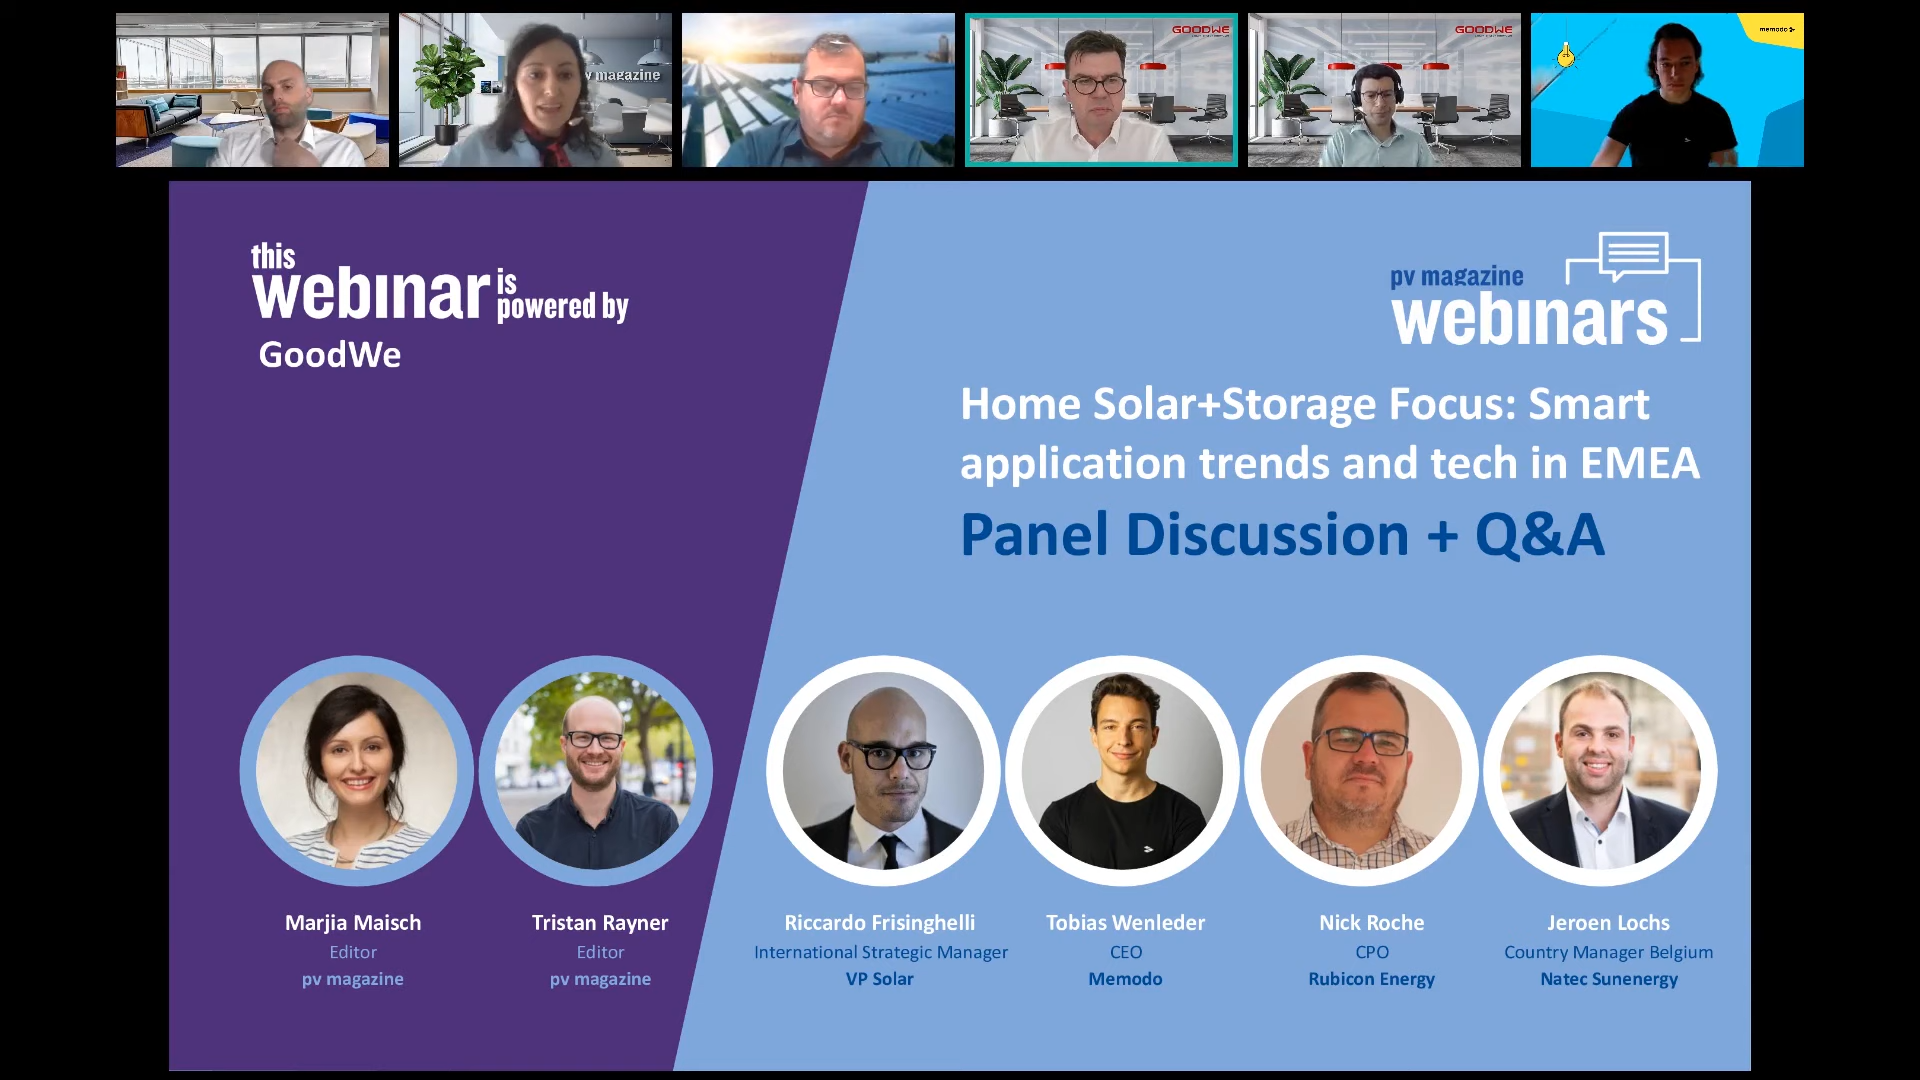 pv magazine
GOODWE
GOODWE
memodo
this
webinar is
powered by
GoodWe
pv magazine
webinars
Home Solar+Storage Focus: Smart
application trends and tech in EMEA
Panel Discussion + Q&A
Marjia Maisch
Editor
pv magazine
Tristan Rayner
Editor
pv magazine
Riccardo Frisinghelli
International Strategic Manager
VP Solar
Tobias Wenleder
CEO
Memodo
Nick Roche
CPO
Rubicon Energy
Jeroen Lochs
Country Manager Belgium
Natec Sunenergy